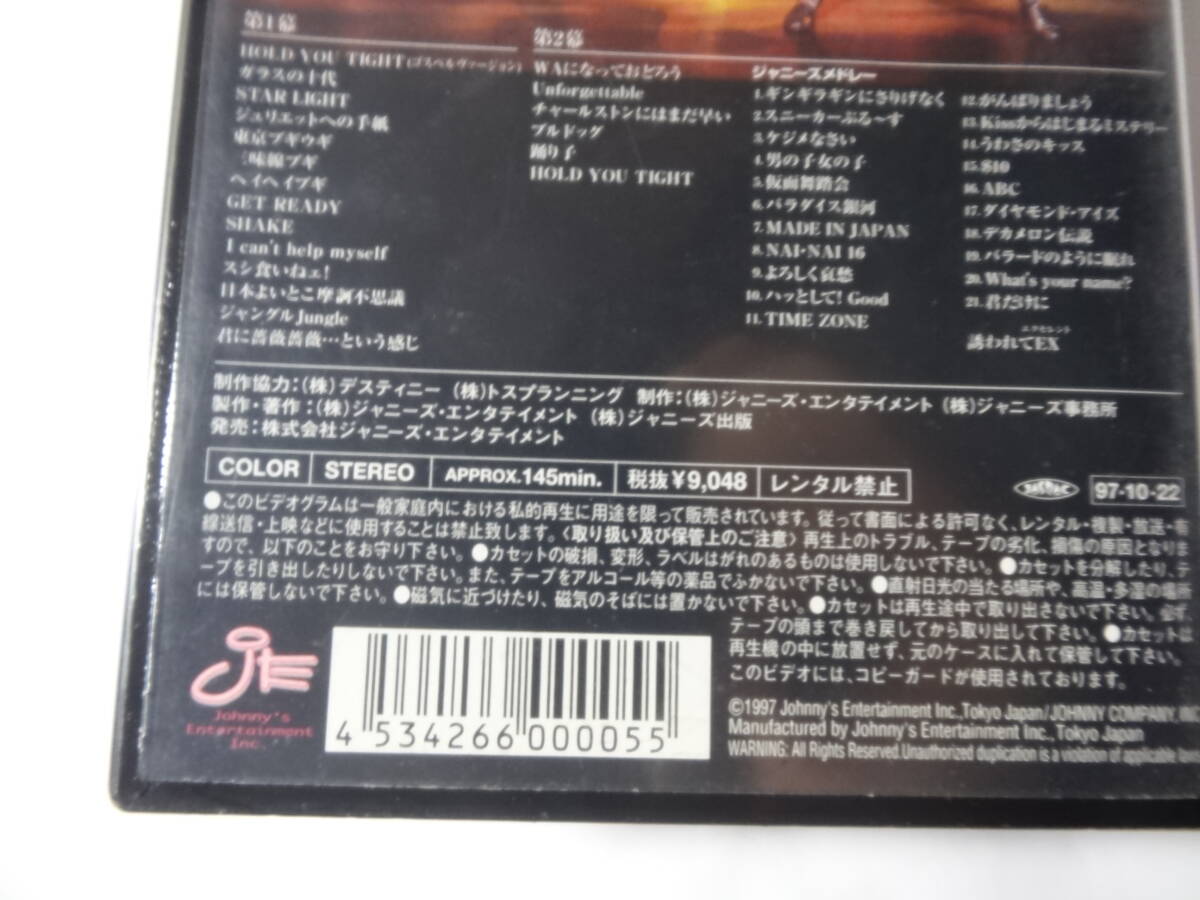 第1幕
HOLD YOU TIGHT(ゴスペルヴァージョン)
ガラスの十代
STAR LIGHT
ジュリエットへの手紙
東京ブギウギ
三味線ブギ
ヘイヘイブギ
GET READY
SHAKE
I can't help myself
スシ食いねェ!
日本よいとこ摩訶不思議
ジャングルJungle
君に薔薇薔薇…という感じ
第2幕
WAになっておどろう
Unforgettable
チャールストンにはまだ早い
ブルドッグ
踊り子
HOLD YOU TIGHT
ジャニーズメドレー
1.ギンギラギンにさりげなく
2.スニーカーぶる~す
3.ケジメなさい
4.男の子女の子
5.仮面舞踏会
6.パラダイス銀河
7.MADE IN JAPAN
8.NAI・NAI 16
9.よろしく哀愁
10.ハッとして! Good
11.TIME ZONE
12.がんばりましょう
13.Kissからはじまるミステリー
14.うわさのキッス
15.$10
16.ABC
17.ダイヤモンド・アイズ
18.デカメロン伝説
19.バラードのように眠れ
20.What's your name?
21.君だけに
エクセレント
誘われてEX
制作協力:(株)デスティニー (株)トスプランニング 制作:(株)ジャニーズ・エンタテイメント (株)ジャニーズ事務所
製作・著作:(株)ジャニーズ・エンタテイメント (株)ジャニーズ出版
発売:株式会社ジャニーズ・エンタテイメント
COLOR STEREO APPROX.145min. 税抜¥9,048 レンタル禁止
97-10-22
●このビデオグラムは一般家庭内における私的再生に用途を限って販売されています。従って書面による許可なく、レンタル・複製・放送・有
線送信・上映などに使用することは禁止致します。〈取り扱い及び保管上のご注意〉再生上のトラブル、テープの劣化、損傷の原因となりま
すので、以下のことをお守り下さい。●カセットの破損、変形、ラベルはがれのあるものは使用しないで下さい。●カセットを分解したり、テ
ープを引き出したりしないで下さい。また、テープをアルコール等の薬品でふかないで下さい。●直射日光の当たる場所や、高温・多湿の場所
には保管しないで下さい。●磁気に近づけたり、磁気のそばには置かないで下さい。●カセットは再生途中で取り出さないで下さい。必ず、
テープの頭まで巻き戻してから取り出して下さい。●カセットは
再生機の中に放置せず、元のケースに入れて保管して下さい。
このビデオには、コピーガードが使用されております。
JE
Johnny's
Entertainment
Inc.
4 534266 000055
©1997 Johnny's Entertainment Inc.,Tokyo Japan/JOHNNY COMPANY, INC
Manufactured by Johnny's Entertainment Inc., Tokyo Japan
WARNING: All Rights Reserved.Unauthorized duplication is a violation of applicable